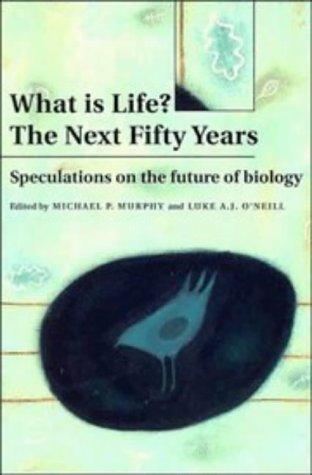 What is Life?
The Next Fifty Years
Speculations on the future of biology
Edited by MICHAEL P. MURPHY and LUKE A.J. O'NEILL